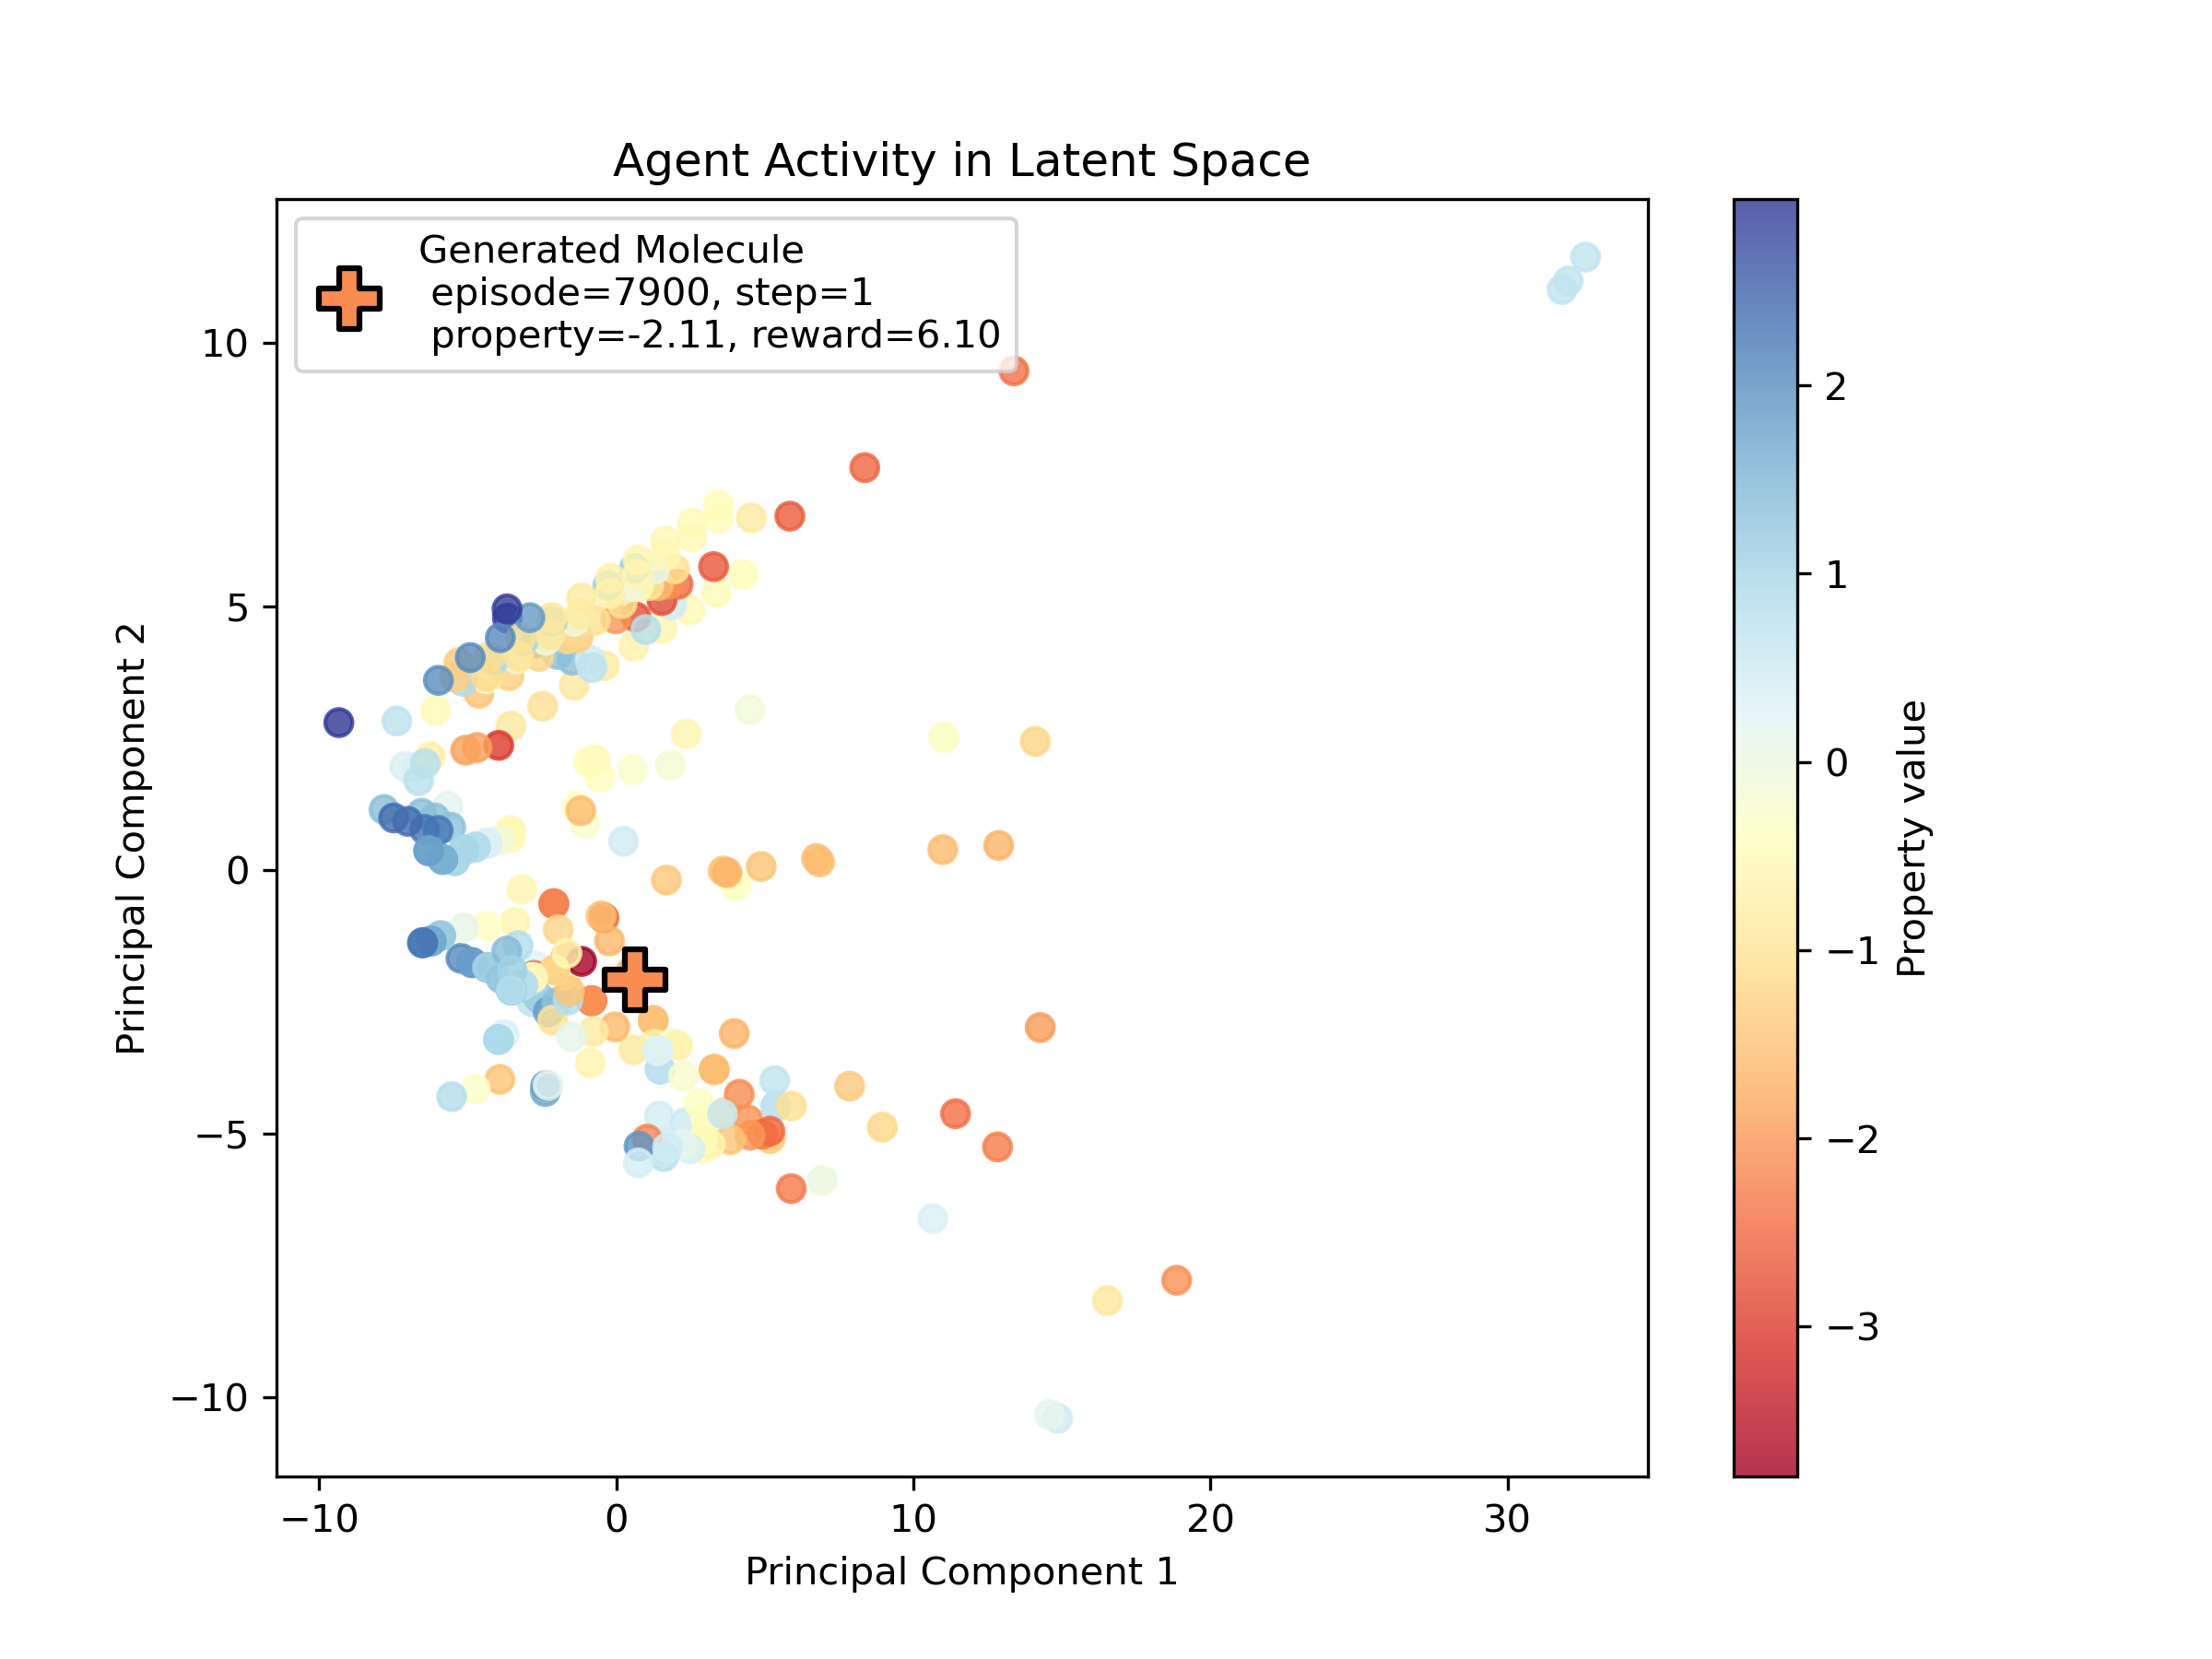 Agent Activity in Latent Space
Generated Molecule
episode=7900, step=1
property=-2.11, reward=6.10
10
5
0
−5
−10
Principal Component 2
−10
0
10
20
30
Principal Component 1
2
1
0
−1
−2
−3
Property value